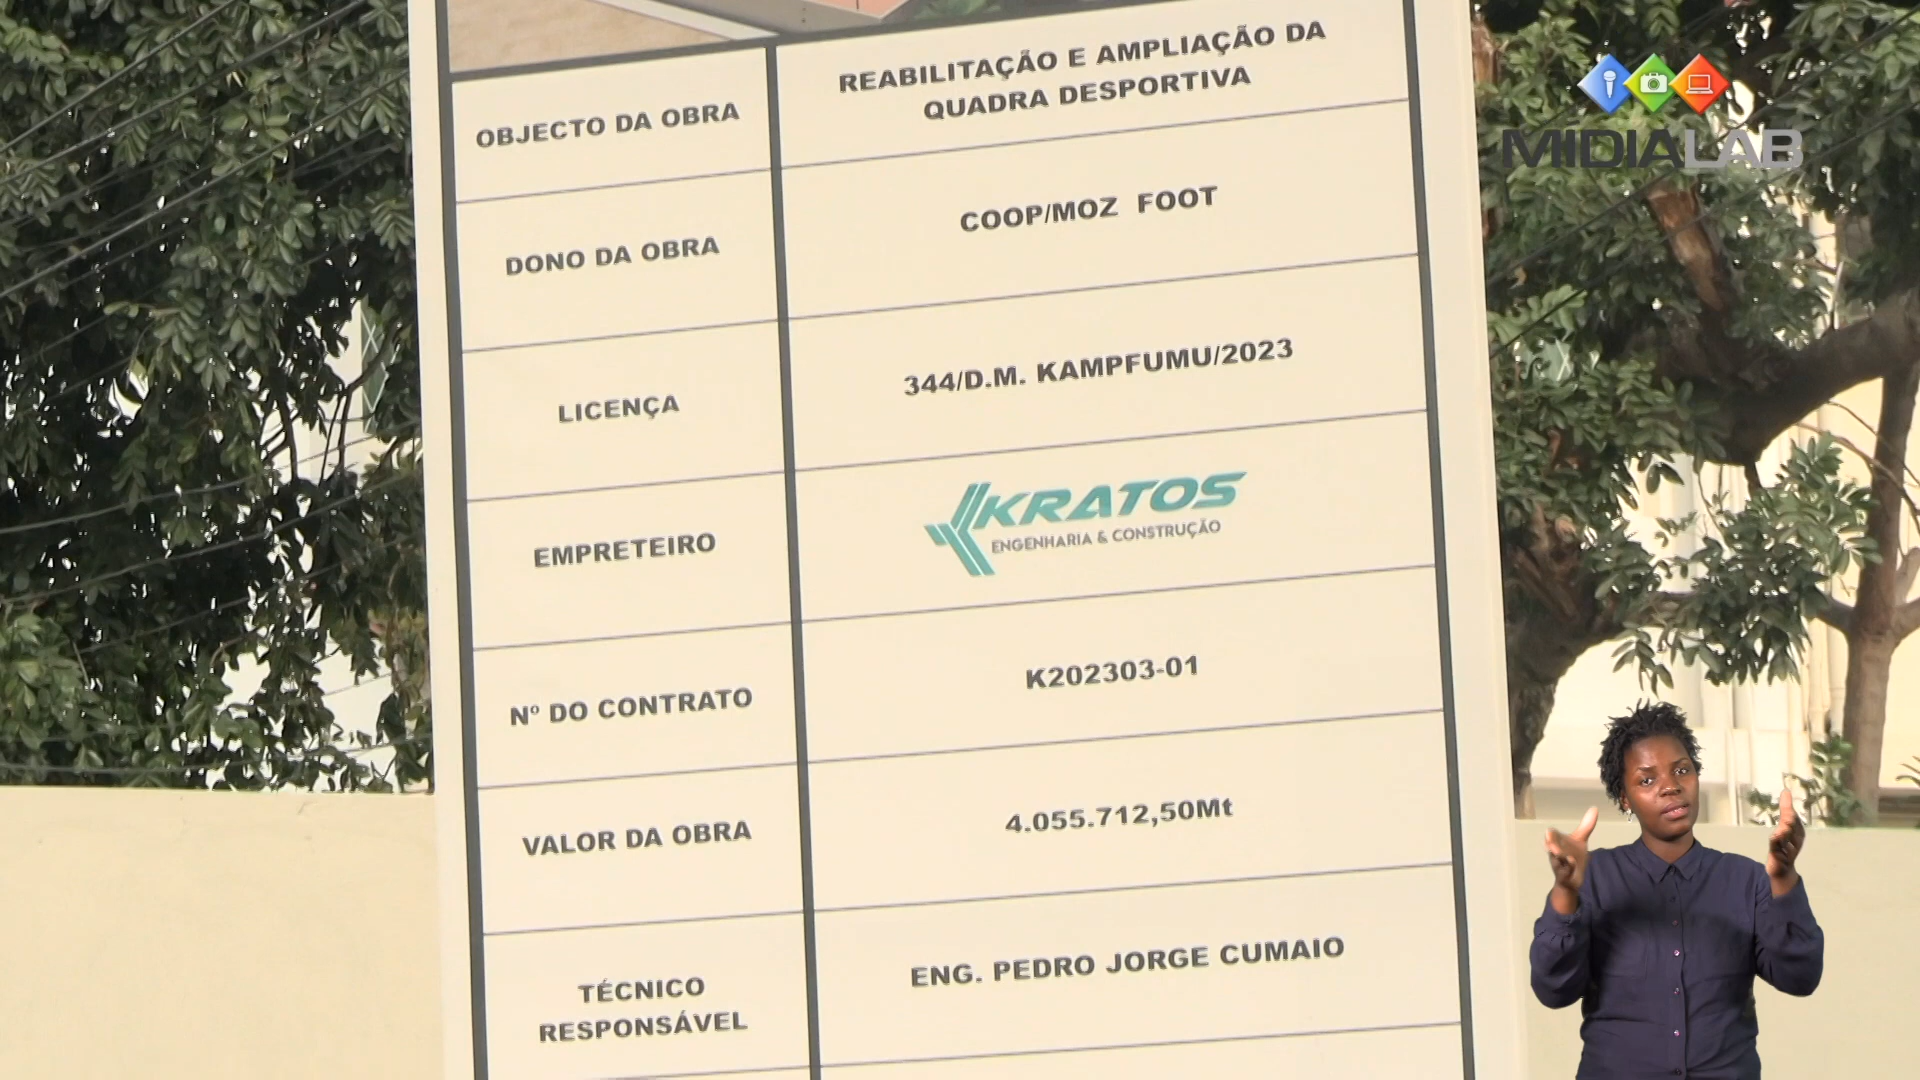 MIDIALAB
OBJECTO DA OBRA
REABILITAÇÃO E AMPLIAÇÃO DA
QUADRA DESPORTIVA
DONO DA OBRA
COOP/MOZ FOOT
LICENÇA
344/D.M. KAMPFUMU/2023
EMPRETEIRO
KRATOS
ENGENHARIA & CONSTRUÇÃO
Nº DO CONTRATO
K202303-01
VALOR DA OBRA
4.055.712,50Mt
TÉCNICO
RESPONSÁVEL
ENG. PEDRO JORGE CUMAIO